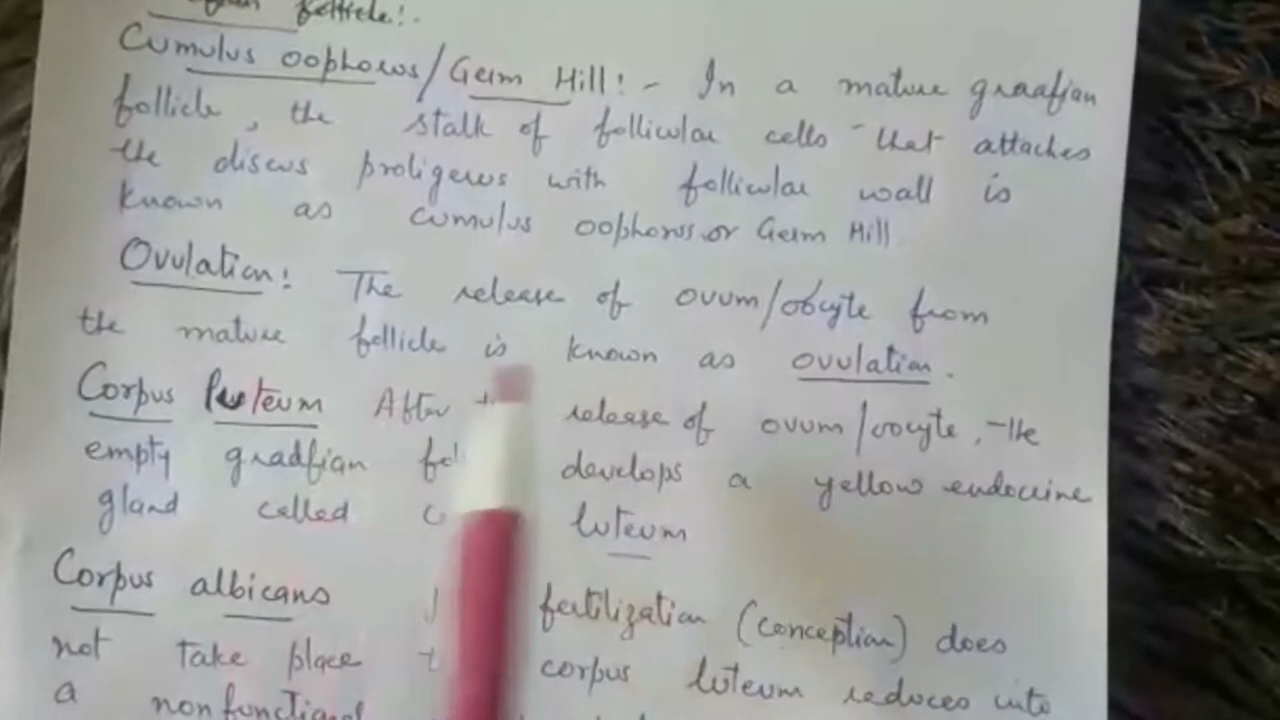 follicle:.
Cumulus oophorus/Germ Hill:- In a mature graafian
follicle, the stalk of follicular cells that attaches
the discus proligerus with follicular wall is
known as cumulus oophorus or Germ Hill.
Ovulation: The release of ovum/oocyte from
the mature follicle is known as ovulation.
Corpus luteum After release of ovum/oocyte, the
empty graafian develops a yellow endocrine
gland called luteum
Corpus albicans fertilization (conception) does
not take place corpus luteum reduces into
a nonfunctional